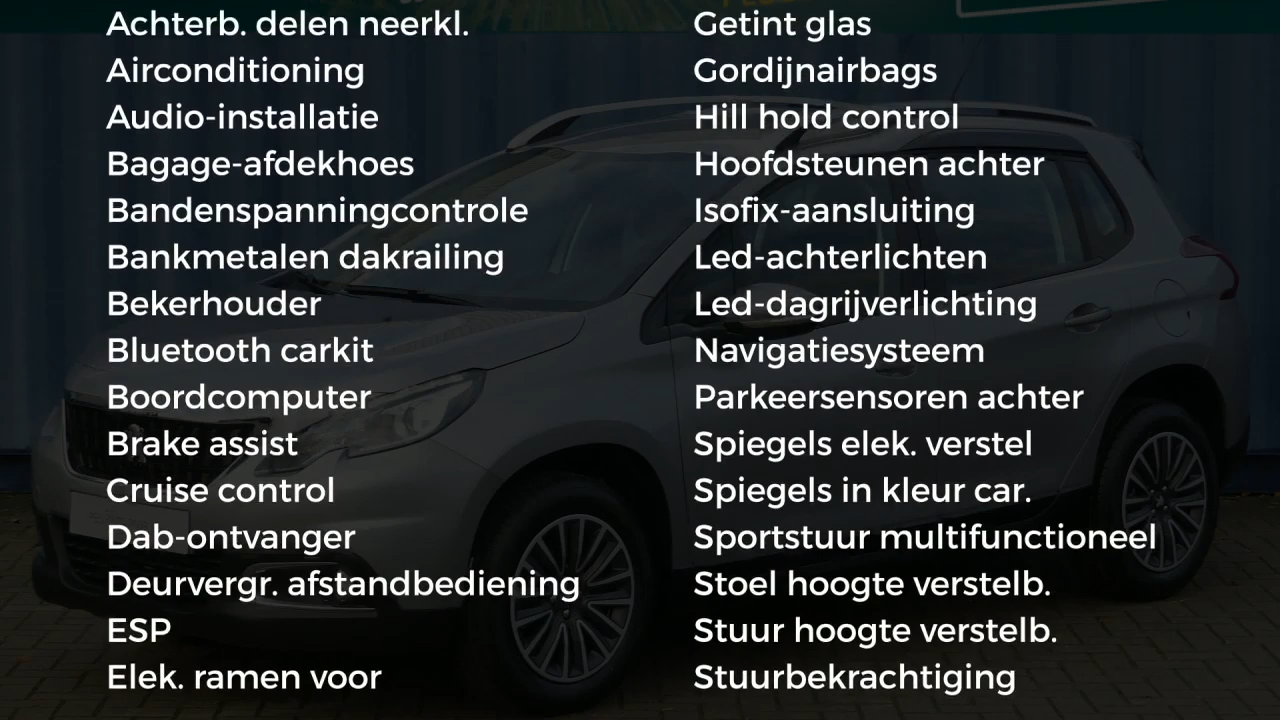 Achterb. delen neerkl.
Airconditioning
Audio-installatie
Bagage-afdekhoes
Bandenspanningcontrole
Bankmetalen dakrailing
Bekerhouder
Bluetooth carkit
Boordcomputer
Brake assist
Cruise control
Dab-ontvanger
Deurvergr. afstandbediening
ESP
Elek. ramen voor
Getint glas
Gordijnairbags
Hill hold control
Hoofdsteunen achter
Isofix-aansluiting
Led-achterlichten
Led-dagrijverlichting
Navigatiesysteem
Parkeersensoren achter
Spiegels elek. verstel
Spiegels in kleur car.
Sportstuur multifunctioneel
Stoel hoogte verstelb.
Stuur hoogte verstelb.
Stuurbekrachtiging